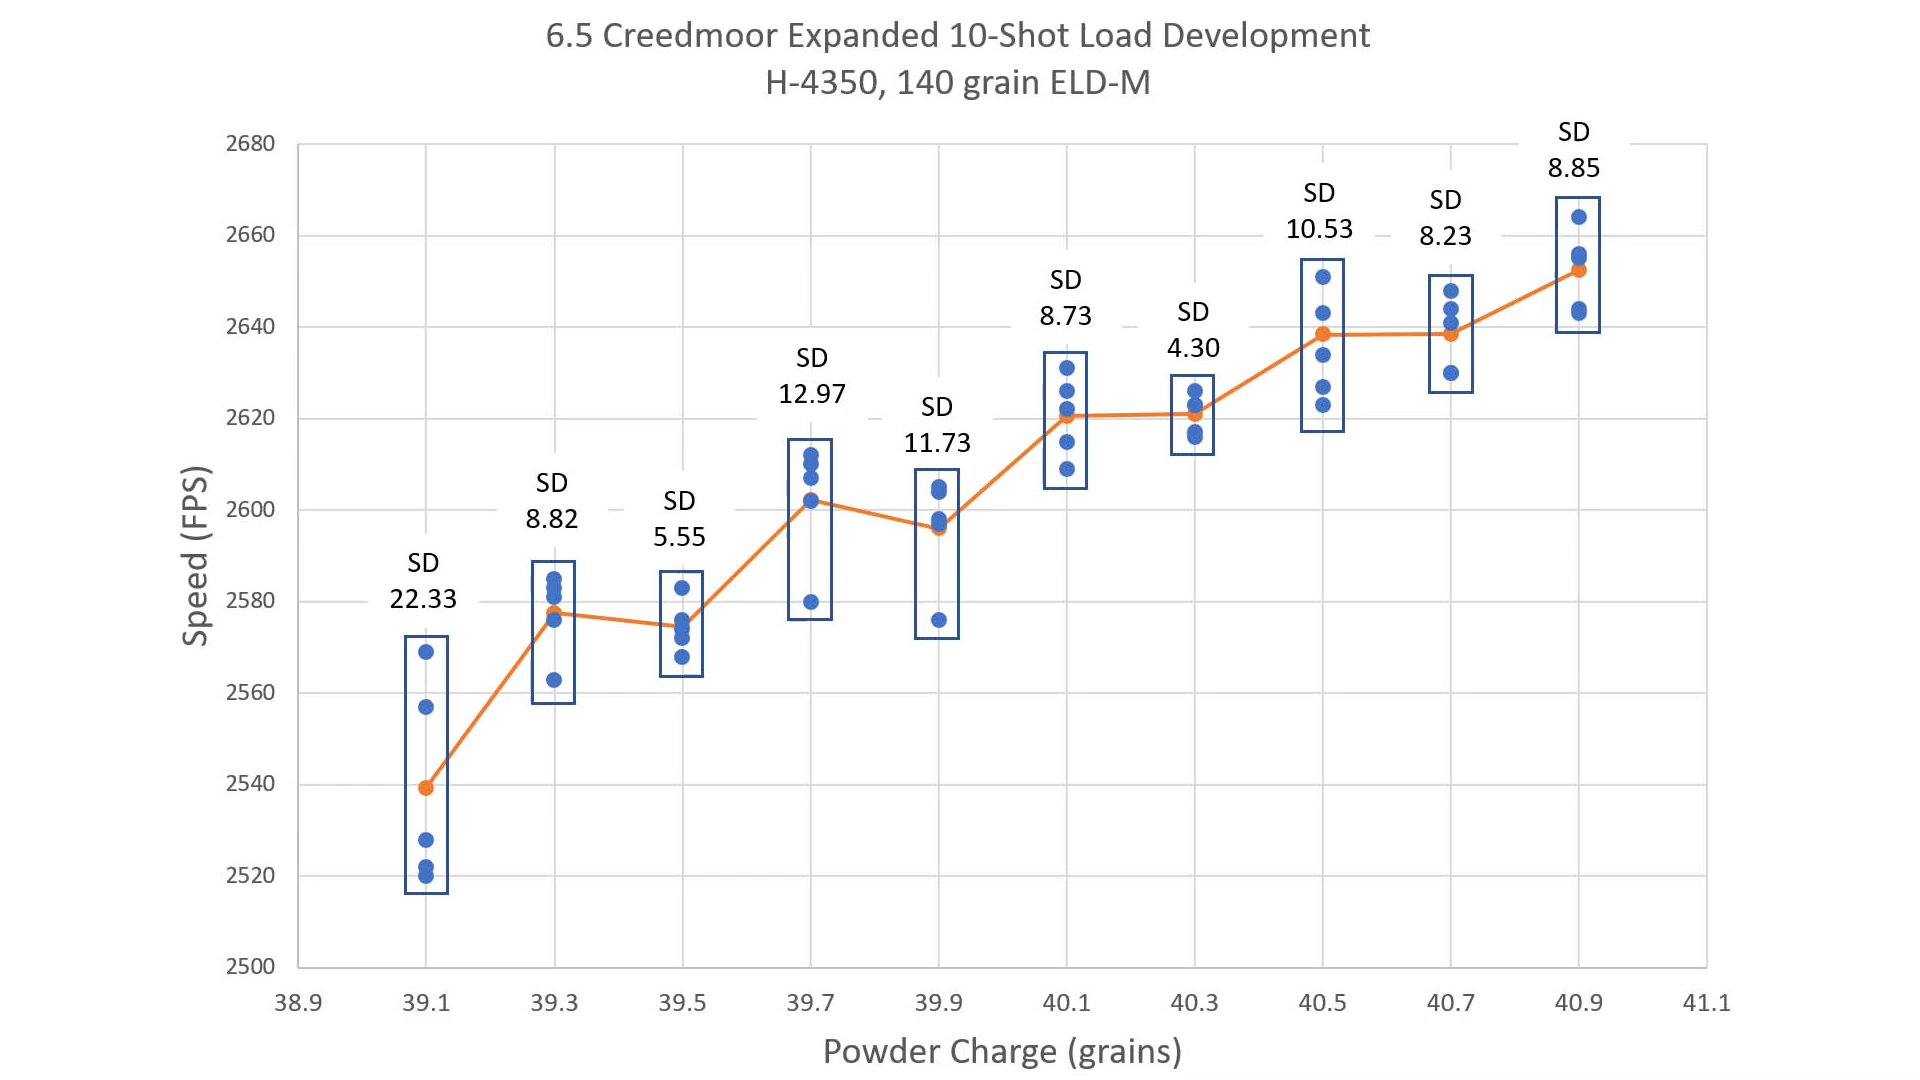 6.5 Creedmoor Expanded 10-Shot Load Development
H-4350, 140 grain ELD-M
Speed (FPS)
2680
2660
2640
2620
2600
2580
2560
2540
2520
2500
SD
22.33
SD
8.82
SD
5.55
SD
12.97
SD
11.73
SD
8.73
SD
4.30
SD
10.53
SD
8.23
SD
8.85
38.9 39.1 39.3 39.5 39.7 39.9 40.1 40.3 40.5 40.7 40.9 41.1
Powder Charge (grains)